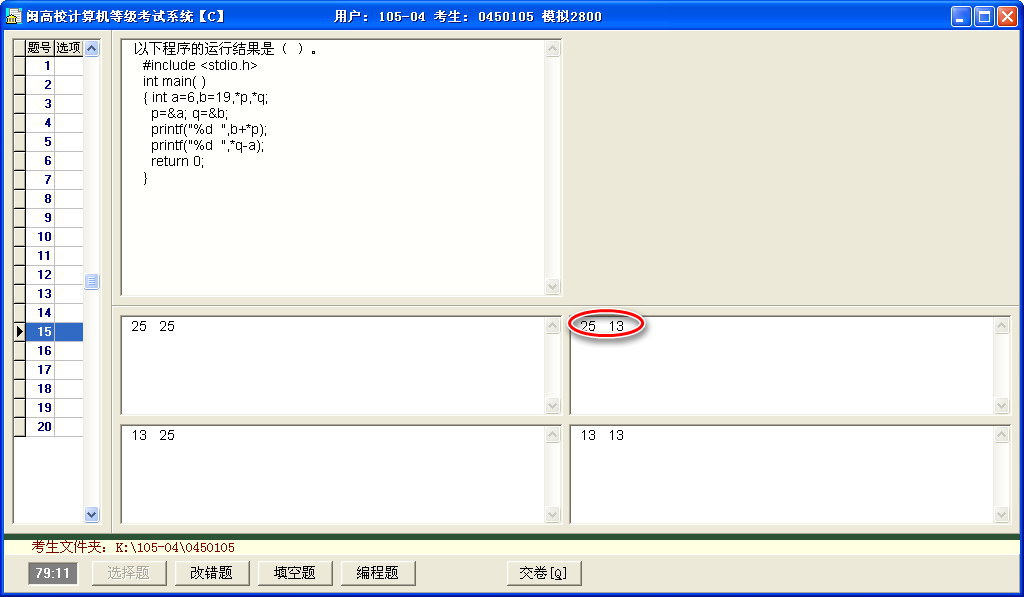 闽高校计算机等级考试系统【C】 用户: 105-04 考生: 0450105 模拟2800
题号 选项
1
2
3
4
5
6
7
8
9
10
11
12
13
14
15
16
17
18
19
20
以下程序的运行结果是（ ）。
#include <stdio.h>
int main( )
{ int a=6,b=19,*p,*q;
p=&a; q=&b;
printf("%d  ",b+*p);
printf("%d  ",*q-a);
return 0;
}
25 25
25 13
13 25
13 13
考生文件夹: K:\105-04\0450105
79:11 选择题 改错题 填空题 编程题 交卷[Q]